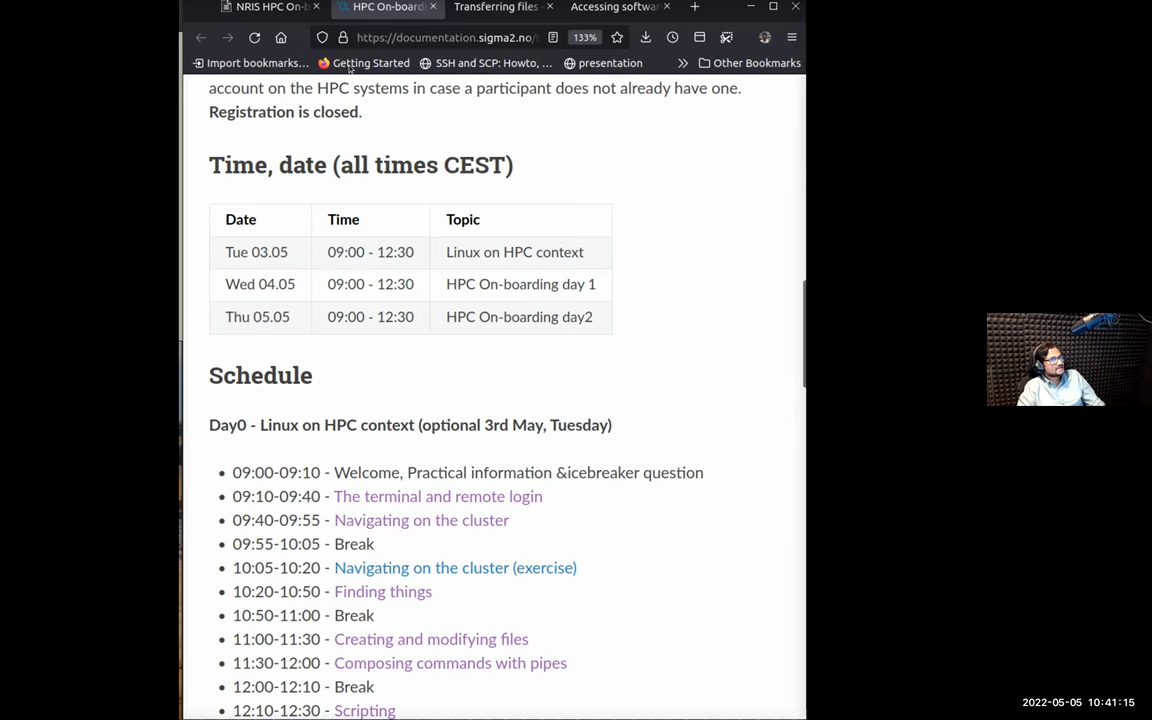 NRIS HPC On-b
HPC On-board
Transferring files
Accessing softwar
https://documentation.sigma2.no/
133%
Import bookmarks...
Getting Started
SSH and SCP: Howto, ...
presentation
Other Bookmarks
account on the HPC systems in case a participant does not already have one.
Registration is closed.
Time, date (all times CEST)
Date Time Topic
Tue 03.05 09:00 - 12:30 Linux on HPC context
Wed 04.05 09:00 - 12:30 HPC On-boarding day 1
Thu 05.05 09:00 - 12:30 HPC On-boarding day2
Schedule
Day0 - Linux on HPC context (optional 3rd May, Tuesday)
• 09:00-09:10 - Welcome, Practical information &icebreaker question
• 09:10-09:40 - The terminal and remote login
• 09:40-09:55 - Navigating on the cluster
• 09:55-10:05 - Break
• 10:05-10:20 - Navigating on the cluster (exercise)
• 10:20-10:50 - Finding things
• 10:50-11:00 - Break
• 11:00-11:30 - Creating and modifying files
• 11:30-12:00 - Composing commands with pipes
• 12:00-12:10 - Break
• 12:10-12:30 - Scripting
2022-05-05 10:41:15